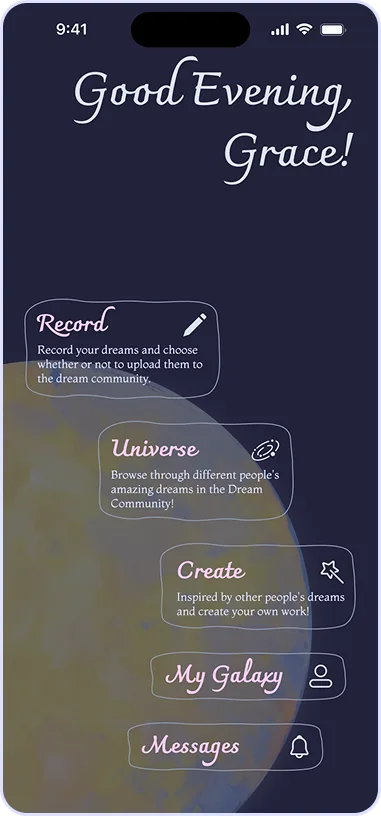 9:41
Good Evening,
Grace!
Record
Record your dreams and choose
whether or not to upload them to
the dream community.
Universe
Browse through different people's
amazing dreams in the Dream
Community!
Create
Inspired by other people's dreams
and create your own work!
My Galaxy
Messages